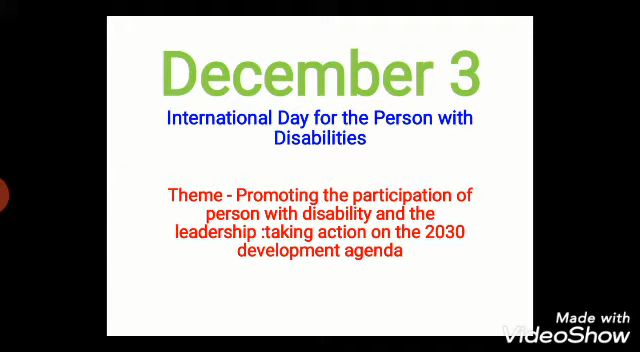 December 3
International Day for the Person with
Disabilities
Theme - Promoting the participation of
person with disability and the
leadership :taking action on the 2030
development agenda
Made with
VideoShow